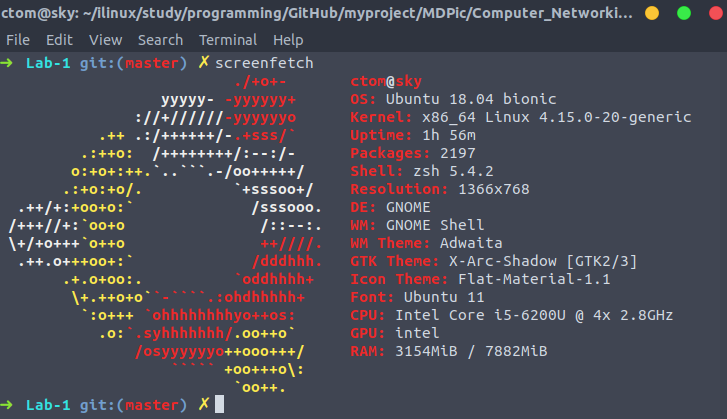 ctom@sky: ~/ilinux/study/programming/GitHub/myproject/MDPic/Computer_Networki...
File Edit View Search Terminal Help
➜ Lab-1 git:(master) ✗ screenfetch
./+o+- ctom@sky
yyyyy- -yyyyyy+ OS: Ubuntu 18.04 bionic
://+//////-yyyyyyo Kernel: x86_64 Linux 4.15.0-20-generic
.++ .:/++++++/-.+sss/` Uptime: 1h 56m
.:++o: /++++++++/:--:/- Packages: 2197
o:+o+:++.`..```.-/oo+++++/ Shell: zsh 5.4.2
.:+o:+o/. `+sssoo+/ Resolution: 1366x768
.++/+:+oo+o:` /sssooo. DE: GNOME
/+++//+:`oo+o /::--:. WM: GNOME Shell
\+/+o+++`o++o ++////. WM Theme: Adwaita
.++.o+++oo+:` /dddhhh. GTK Theme: X-Arc-Shadow [GTK2/3]
.+.o+oo:. `oddhhhh+ Icon Theme: Flat-Material-1.1
\+.++o+o``-````.:ohdhhhhh+ Font: Ubuntu 11
`:o+++ `ohhhhhhhhyo++os: CPU: Intel Core i5-6200U @ 4x 2.8GHz
.o:`.syhhhhhhh/.oo++o` GPU: intel
/osyyyyyyo++ooo+++/ RAM: 3154MiB / 7882MiB
````` +oo+++o\:
`oo++.
➜ Lab-1 git:(master) ✗